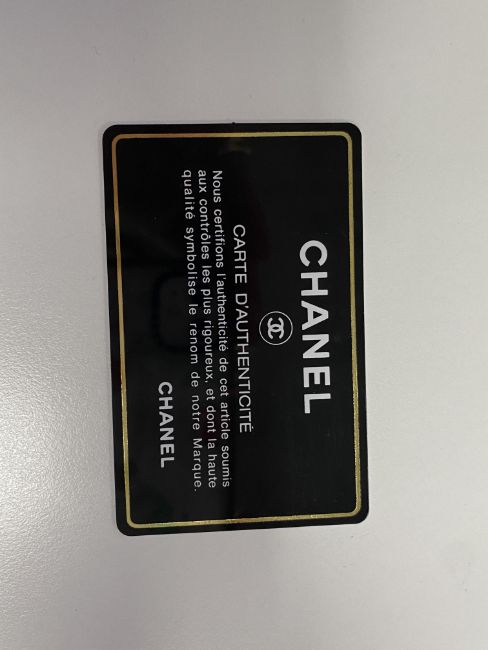 CHANEL
CARTE D'AUTHENTICITÉ
Nous certifions l'authenticité de cet article soumis
aux contrôles les plus rigoureux, et dont la haute
qualité symbolise le renom de notre Marque.
CHANEL